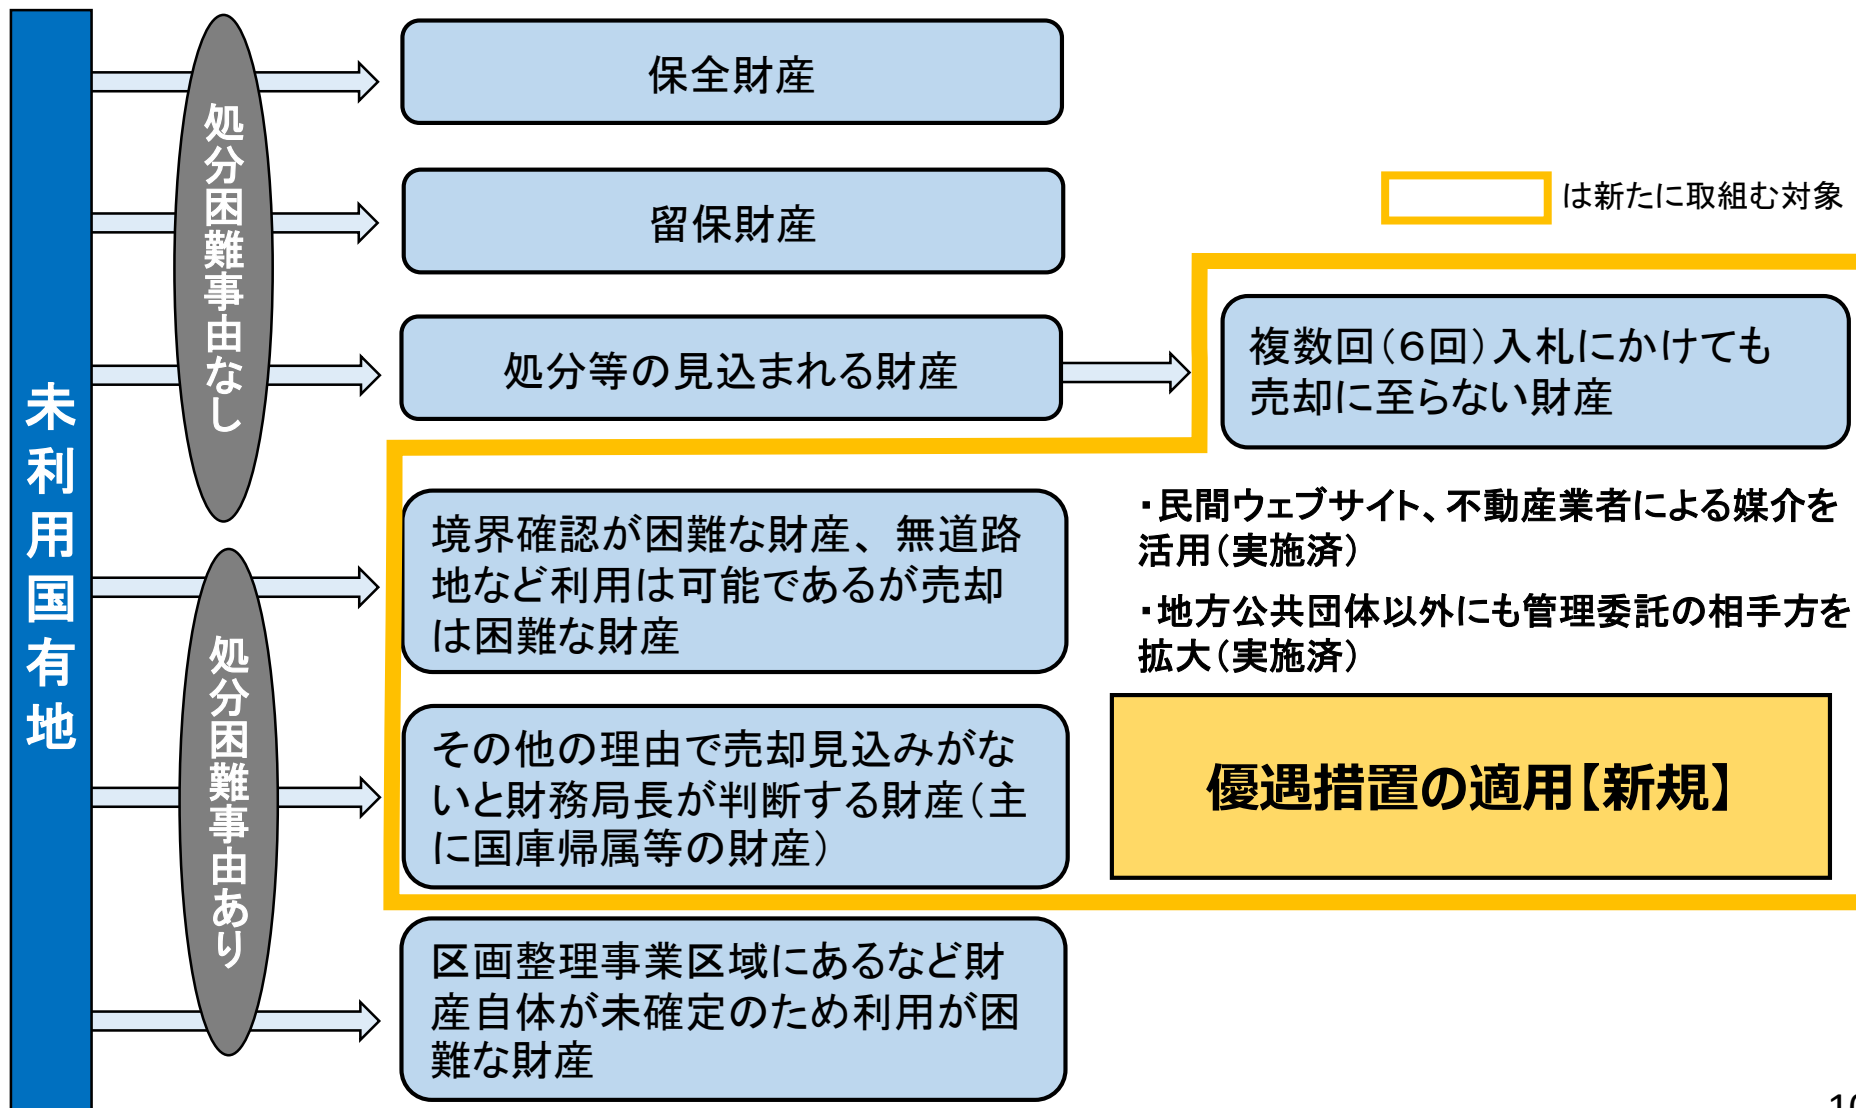 未利用国有地
処分困難事由なし
保全財産
留保財産
処分等の見込まれる財産
は新たに取組む対象
複数回(6回)入札にかけても
売却に至らない財産
処分困難事由あり
境界確認が困難な財産、無道路
地など利用は可能であるが売却
は困難な財産
その他の理由で売却見込みがな
いと財務局長が判断する財産(主
に国庫帰属等の財産)
区画整理事業区域にあるなど財
産自体が未確定のため利用が困
難な財産
・民間ウェブサイト、不動産業者による媒介を
活用(実施済)
・地方公共団体以外にも管理委託の相手方を
拡大(実施済)
優遇措置の適用【新規】